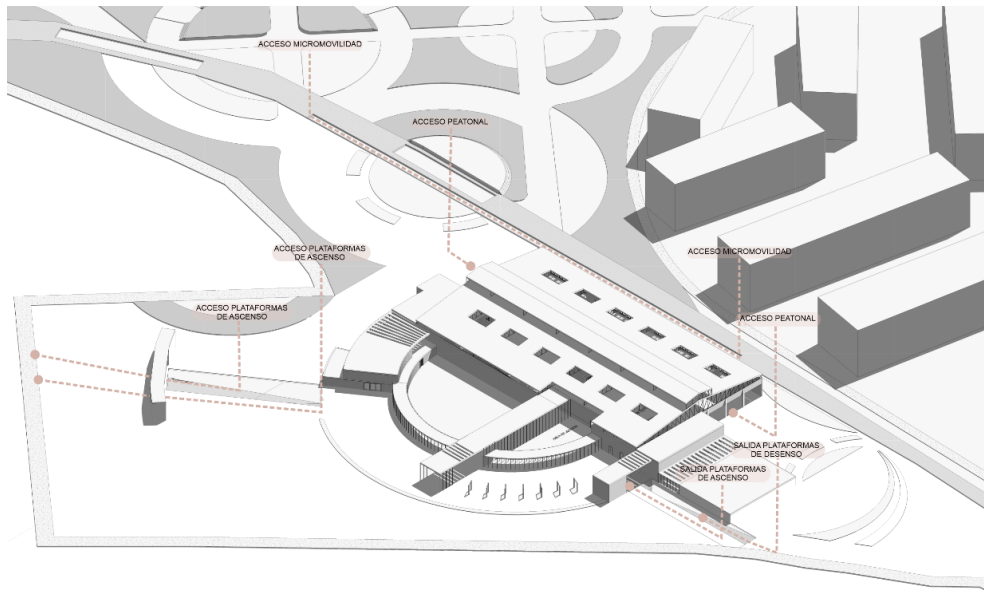 ACCESO MICROMOVILIDAD
ACCESO PEATONAL
ACCESO PLATAFORMAS
DE ASCENSO
ACCESO MICROMOVILIDAD
ACCESO PLATAFORMAS
DE ASCENSO
ACCESO PEATONAL
SALIDA PLATAFORMAS
DE DESENSO
SALIDA PLATAFORMAS
DE ASCENSO